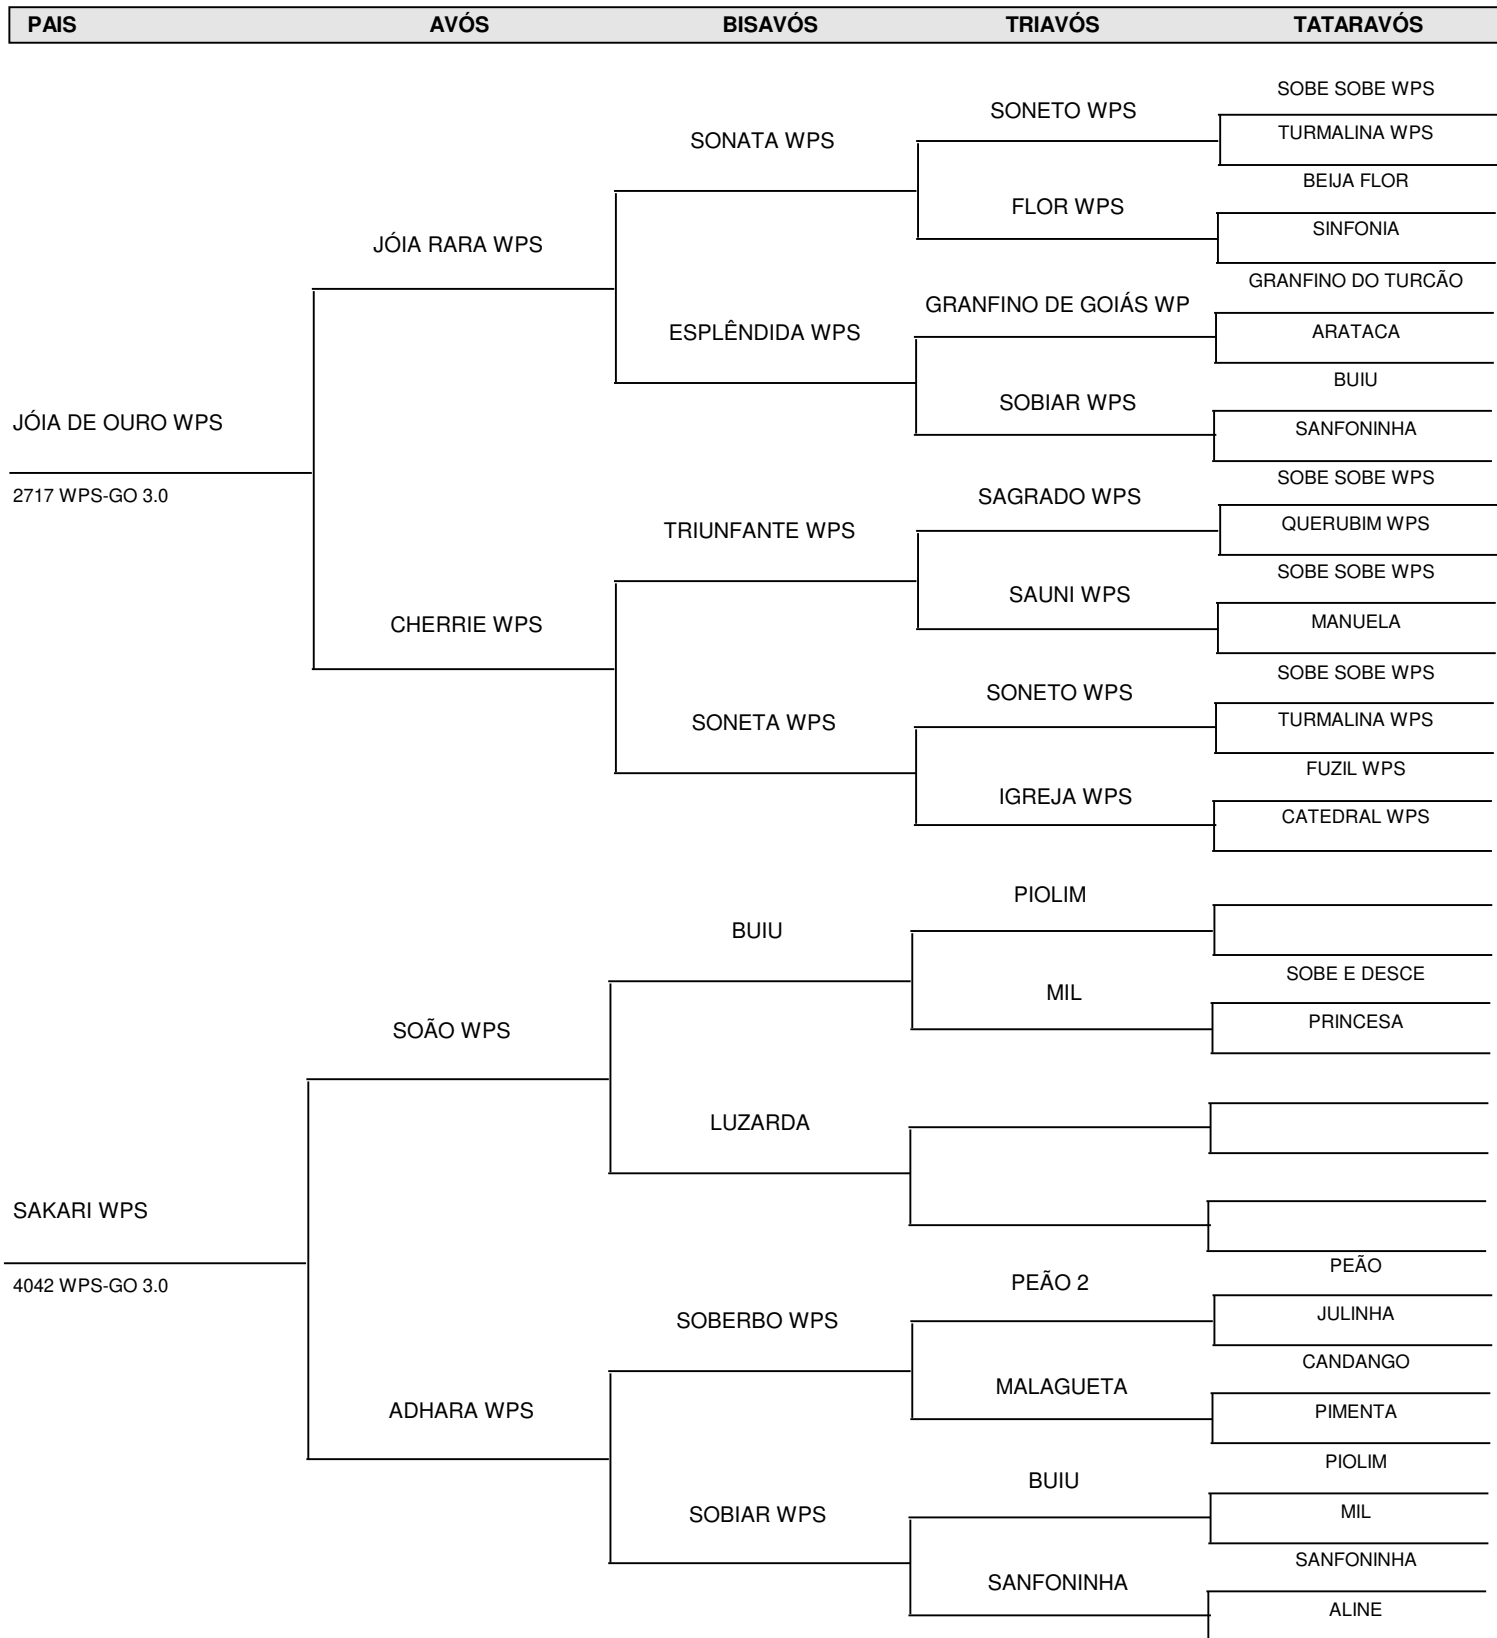 PAIS AVÓS BISAVÓS TRIAVÓS TATARAVÓS
SOBE SOBE WPS
SONETO WPS
TURMALINA WPS
SONATA WPS
BEIJA FLOR
FLOR WPS
SINFONIA
JÓIA RARA WPS
GRANFINO DO TURCÃO
GRANFINO DE GOIÁS WP
ARATACA
ESPLÊNDIDA WPS
BUIU
SOBIAR WPS
JÓIA DE OURO WPS
SANFONINHA
SOBE SOBE WPS
2717 WPS-GO 3.0
SAGRADO WPS
QUERUBIM WPS
TRIUNFANTE WPS
SOBE SOBE WPS
SAUNI WPS
MANUELA
CHERRIE WPS
SOBE SOBE WPS
SONETO WPS
TURMALINA WPS
SONETA WPS
FUZIL WPS
IGREJA WPS
CATEDRAL WPS
PIOLIM
BUIU
SOBE E DESCE
MIL
PRINCESA
SOÃO WPS
LUZARDA
SAKARI WPS
PEÃO
4042 WPS-GO 3.0
PEÃO 2
JULINHA
SOBERBO WPS
CANDANGO
MALAGUETA
PIMENTA
ADHARA WPS
PIOLIM
BUIU
MIL
SOBIAR WPS
SANFONINHA
SANFONINHA
ALINE